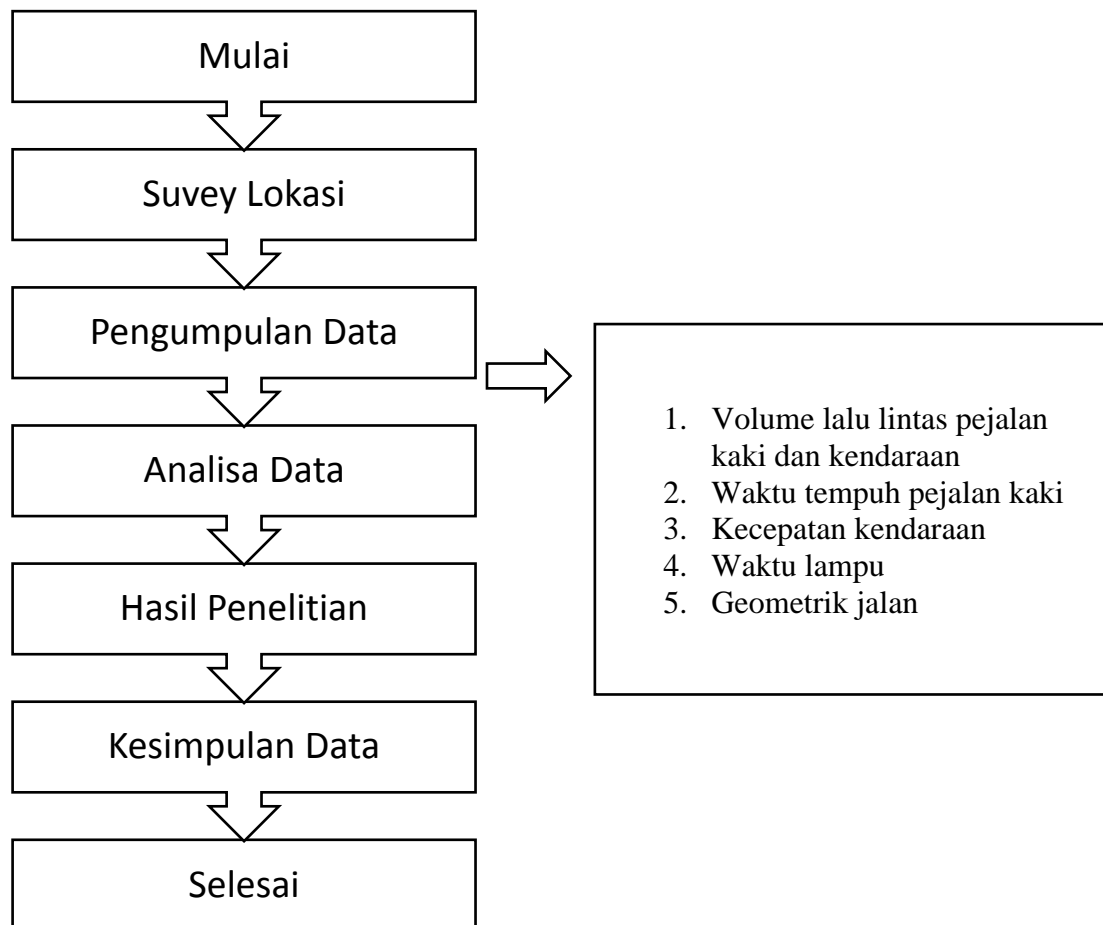 Mulai
Suvey Lokasi
Pengumpulan Data
Analisa Data
Hasil Penelitian
Kesimpulan Data
Selesai
1. Volume lalu lintas pejalan
kaki dan kendaraan
2. Waktu tempuh pejalan kaki
3. Kecepatan kendaraan
4. Waktu lampu
5. Geometrik jalan